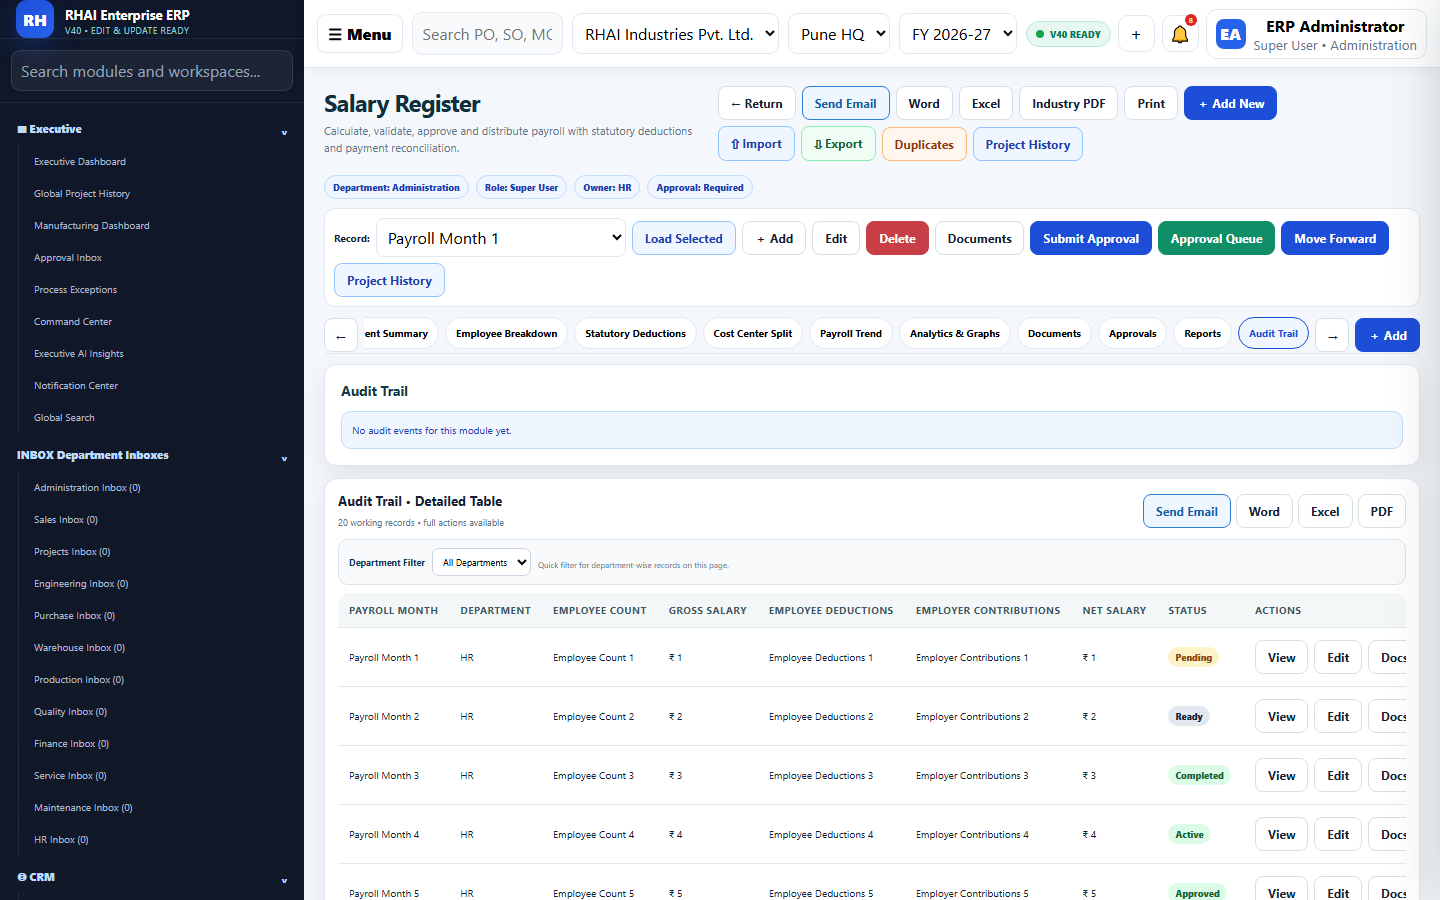 RH
RHAI Enterprise ERP
V40 • EDIT & UPDATE READY
Search modules and workspaces...
Executive
Executive Dashboard
Global Project History
Manufacturing Dashboard
Approval Inbox
Process Exceptions
Command Center
Executive AI Insights
Notification Center
Global Search
INBOX Department Inboxes
Administration Inbox (0)
Sales Inbox (0)
Projects Inbox (0)
Engineering Inbox (0)
Purchase Inbox (0)
Warehouse Inbox (0)
Production Inbox (0)
Quality Inbox (0)
Finance Inbox (0)
Service Inbox (0)
Maintenance Inbox (0)
HR Inbox (0)
CRM
☰ Menu
Search PO, SO, MC
RHAI Industries Pvt. Ltd.
Pune HQ
FY 2026-27
V40 READY
+
8
EA
ERP Administrator
Super User • Administration
Salary Register
Calculate, validate, approve and distribute payroll with statutory deductions
and payment reconciliation.
← Return
Send Email
Word
Excel
Industry PDF
Print
+ Add New
⇧ Import
⇩ Export
Duplicates
Project History
Department: Administration
Role: Super User
Owner: HR
Approval: Required
Record:
Payroll Month 1
Load Selected
+ Add
Edit
Delete
Documents
Submit Approval
Approval Queue
Move Forward
Project History
←
ent Summary
Employee Breakdown
Statutory Deductions
Cost Center Split
Payroll Trend
Analytics & Graphs
Documents
Approvals
Reports
Audit Trail
→
+ Add
Audit Trail
No audit events for this module yet.
Audit Trail • Detailed Table
20 working records • full actions available
Send Email
Word
Excel
PDF
Department Filter
All Departments
Quick filter for department-wise records on this page.
PAYROLL MONTH DEPARTMENT EMPLOYEE COUNT GROSS SALARY EMPLOYEE DEDUCTIONS EMPLOYER CONTRIBUTIONS NET SALARY STATUS ACTIONS
Payroll Month 1 HR Employee Count 1 ₹ 1 Employee Deductions 1 Employer Contributions 1 ₹ 1 Pending View Edit Docs
Payroll Month 2 HR Employee Count 2 ₹ 2 Employee Deductions 2 Employer Contributions 2 ₹ 2 Ready View Edit Docs
Payroll Month 3 HR Employee Count 3 ₹ 3 Employee Deductions 3 Employer Contributions 3 ₹ 3 Completed View Edit Docs
Payroll Month 4 HR Employee Count 4 ₹ 4 Employee Deductions 4 Employer Contributions 4 ₹ 4 Active View Edit Docs
Payroll Month 5 HR Employee Count 5 ₹ 5 Employee Deductions 5 Employer Contributions 5 ₹ 5 Approved View Edit Docs